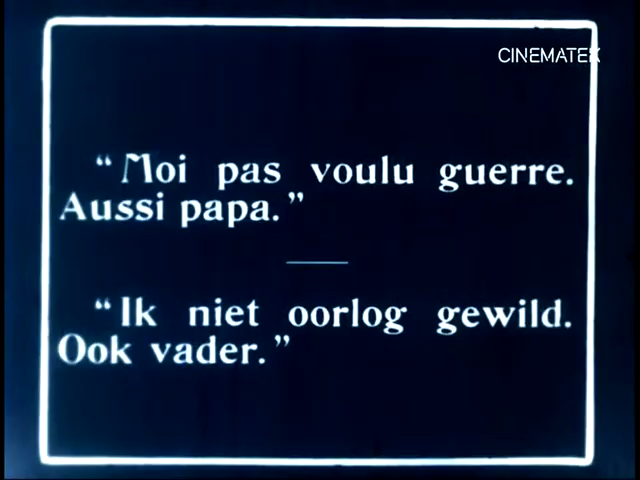 CINEMATEK
“Moi pas voulu guerre.
Aussi papa.”
“Ik niet oorlog gewild.
Ook vader.”